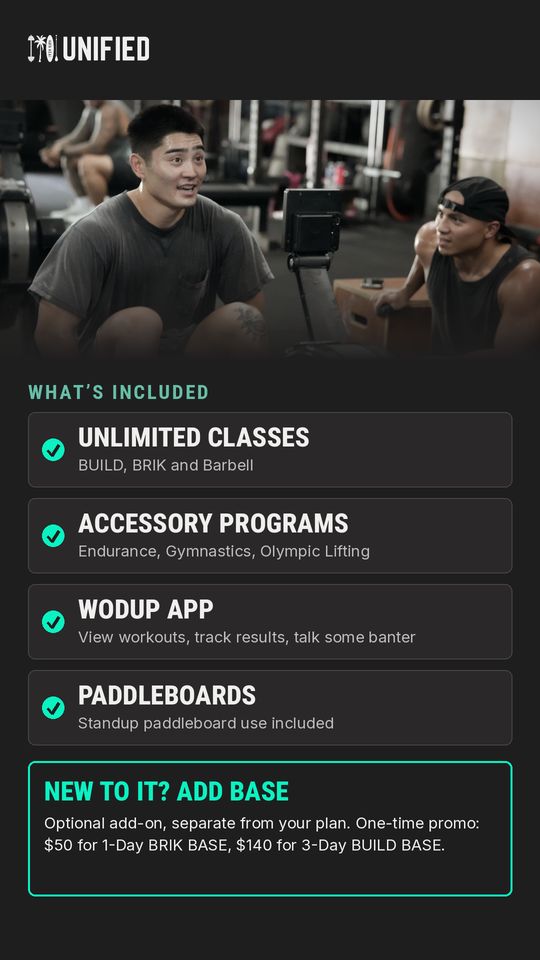 UNIFIED
WHAT'S INCLUDED
UNLIMITED CLASSES
BUILD, BRIK and Barbell
ACCESSORY PROGRAMS
Endurance, Gymnastics, Olympic Lifting
WODUP APP
View workouts, track results, talk some banter
PADDLEBOARDS
Standup paddleboard use included
NEW TO IT? ADD BASE
Optional add-on, separate from your plan. One-time promo:
$50 for 1-Day BRIK BASE, $140 for 3-Day BUILD BASE.